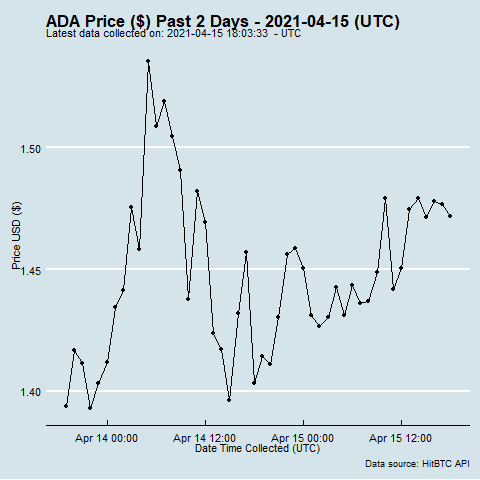 ADA Price ($) Past 2 Days - 2021-04-15 (UTC)
Latest data collected on: 2021-04-15 18:03:33 - UTC
1.50
Price USD ($)
1.45
1.40
Apr 14 00:00
Apr 14 12:00
Apr 15 00:00
Apr 15 12:00
Date Time Collected (UTC)
Data source: HitBTC API